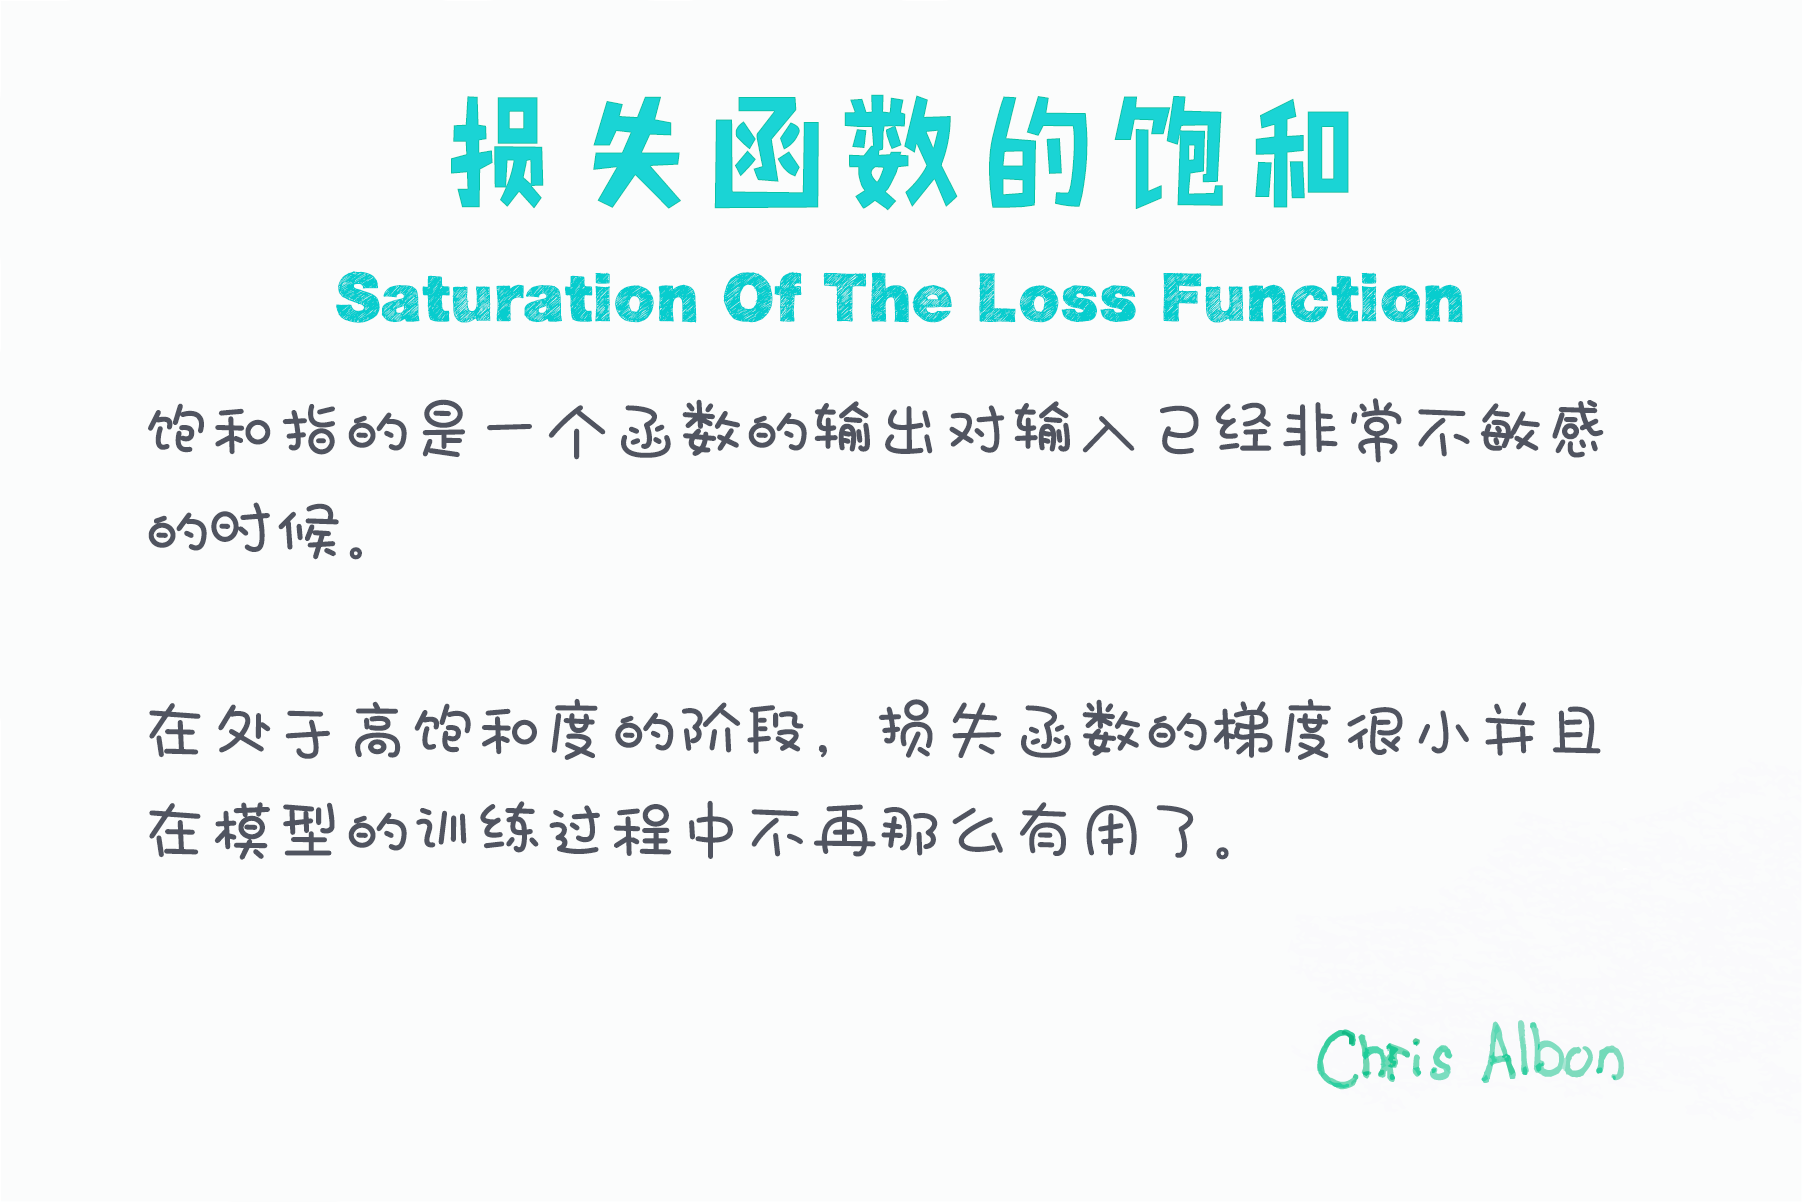 损失函数的饱和
Saturation Of The Loss Function
饱和指的是一个函数的输出对输入已经非常不敏感
的时候。
在处于高饱和度的阶段，损失函数的梯度很小并且
在模型的训练过程中不再那么有用了。
Chris Albon